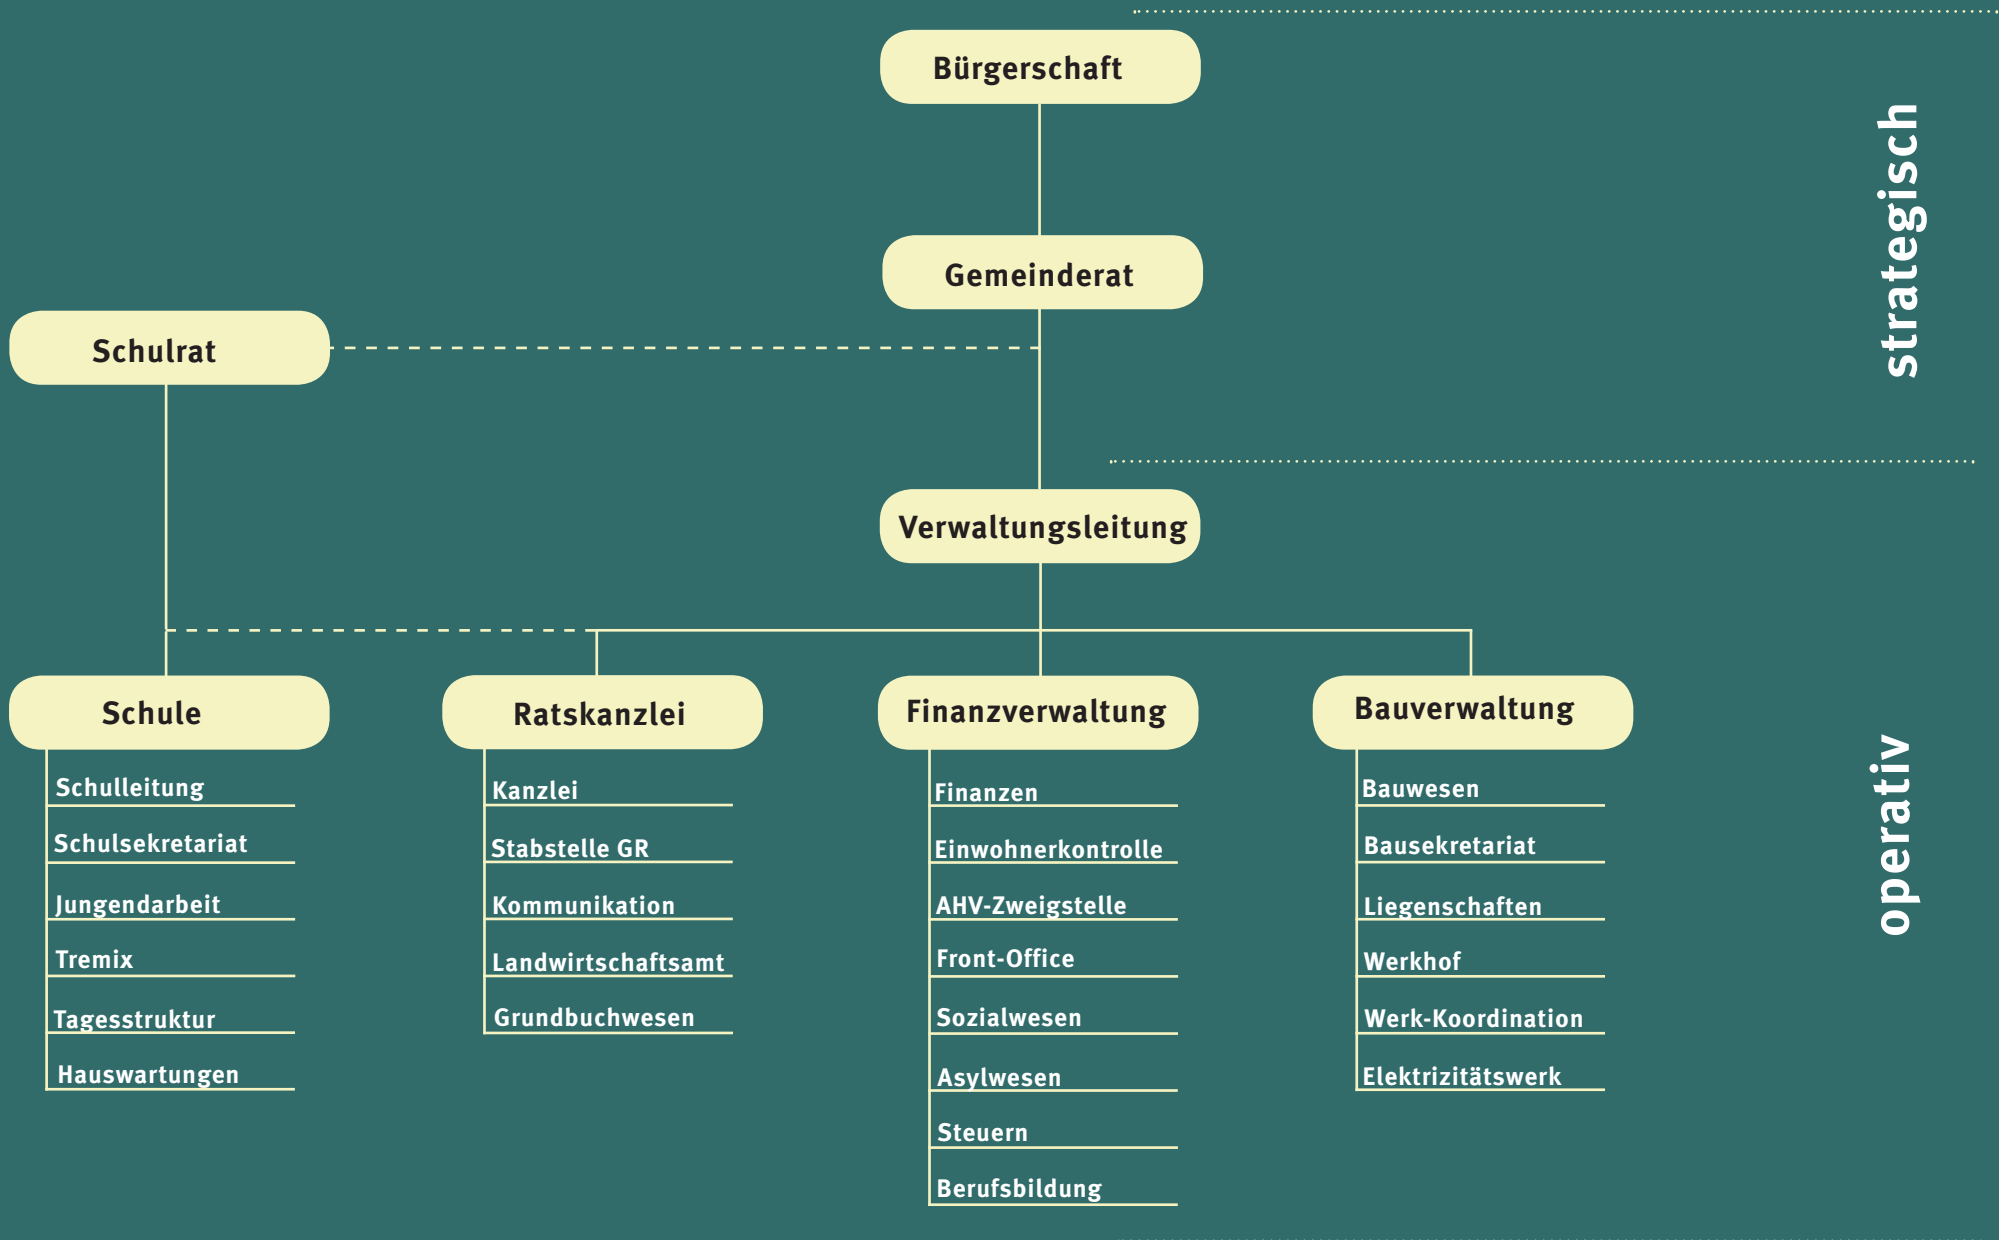 Bürgerschaft
strategisch
Gemeinderat
Schulrat
Verwaltungsleitung
operativ
Schule
Schulleitung
Schulsekretariat
Jungendarbeit
Tremix
Tagesstruktur
Hauswartungen
Ratskanzlei
Kanzlei
Stabstelle GR
Kommunikation
Landwirtschaftsamt
Grundbuchwesen
Finanzverwaltung
Finanzen
Einwohnerkontrolle
AHV-Zweigstelle
Front-Office
Sozialwesen
Asylwesen
Steuern
Berufsbildung
Bauverwaltung
Bauwesen
Bausekretariat
Liegenschaften
Werkhof
Werk-Koordination
Elektrizitätswerk